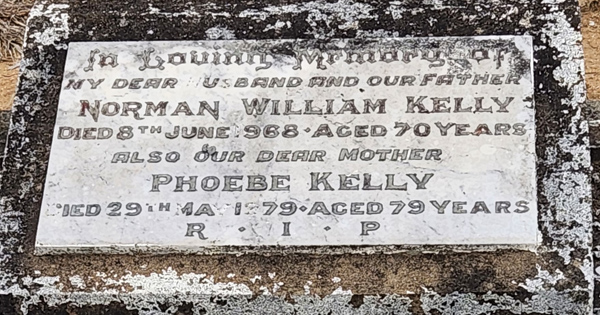 In Loving Memory of
MY DEAR HUSBAND AND OUR FATHER
NORMAN WILLIAM KELLY
DIED 8TH JUNE 1968 · AGED 70 YEARS
ALSO OUR DEAR MOTHER
PHOEBE KELLY
DIED 29TH 1979 · AGED 79 YEARS
R · I · P